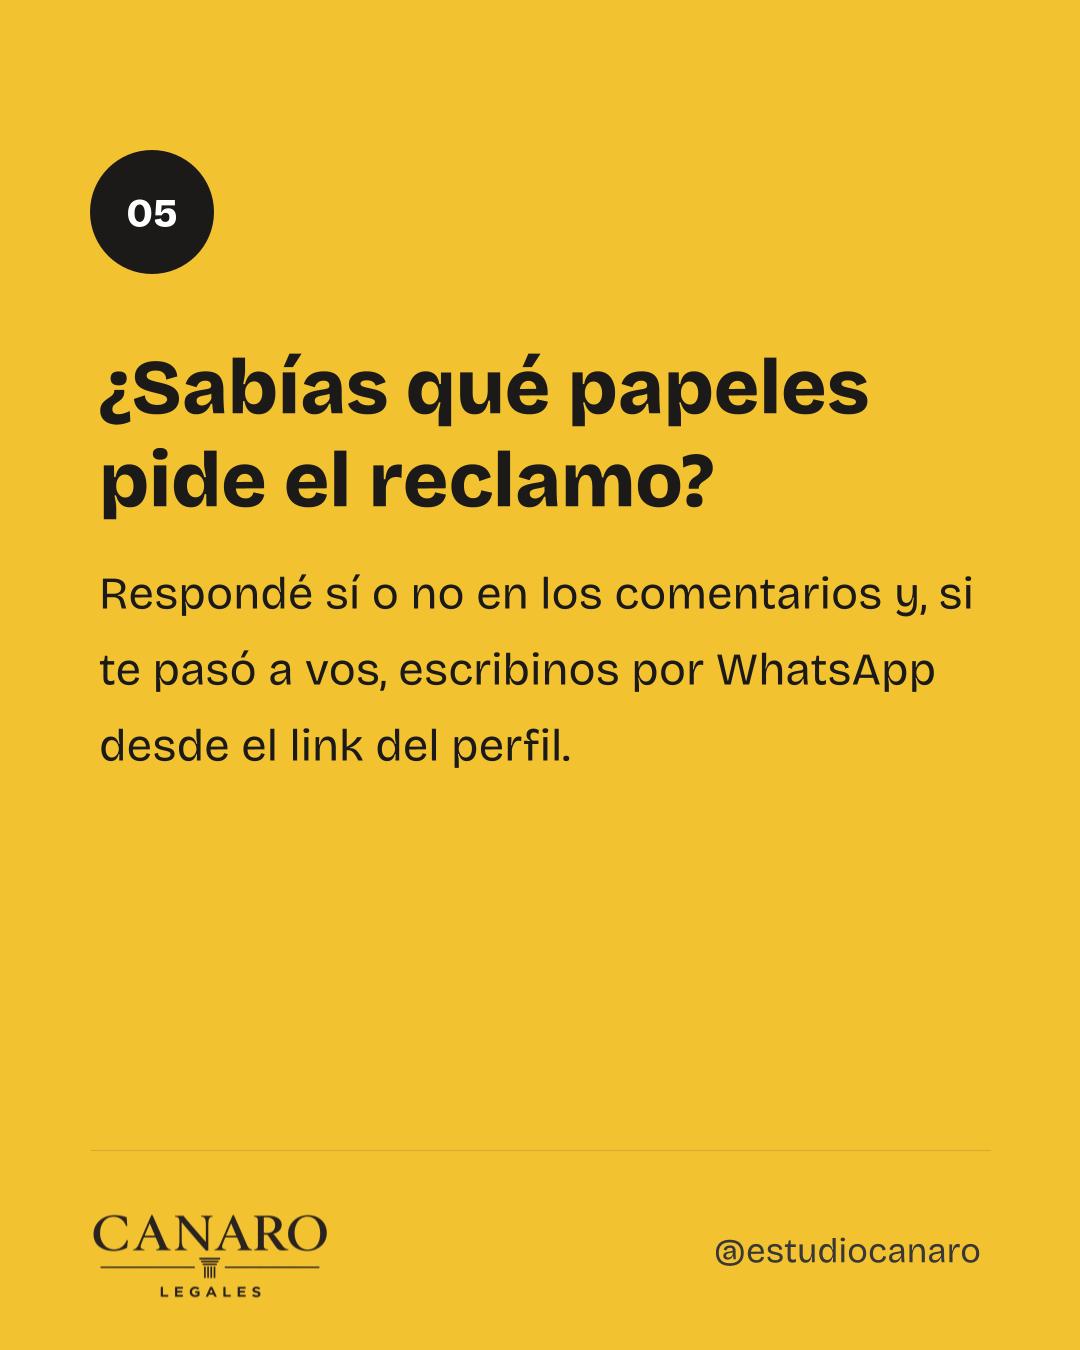 05
¿Sabías qué papeles
pide el reclamo?
Respondé sí o no en los comentarios y, si
te pasó a vos, escribinos por WhatsApp
desde el link del perfil.
CANARO
LEGALES
@estudiocanaro